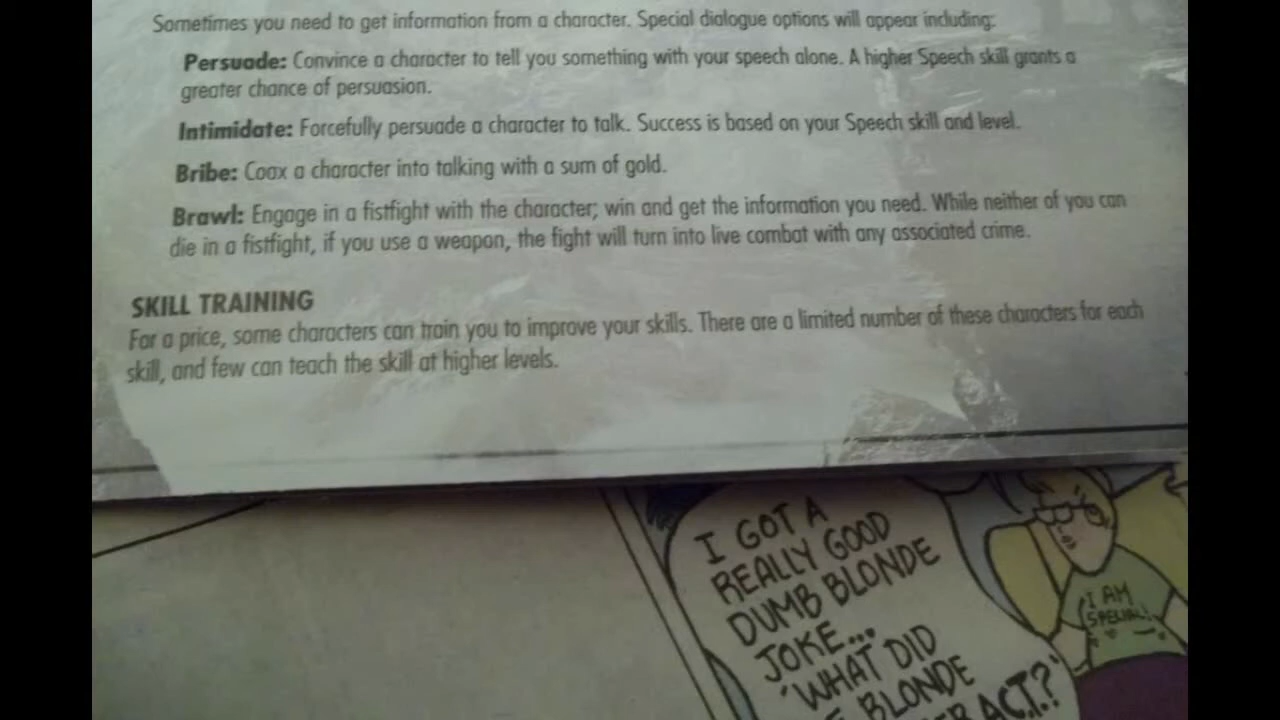 Sometimes you need to get information from a character. Special dialogue options will appear including:
Persuade: Convince a character to tell you something with your speech alone. A higher Speech skill grants a
greater chance of persuasion.
Intimidate: Forcefully persuade a character to talk. Success is based on your Speech skill and level.
Bribe: Coax a character into talking with a sum of gold.
Brawl: Engage in a fistfight with the character; win and get the information you need. While neither of you can
die in a fistfight, if you use a weapon, the fight will turn into live combat with any associated crime.
SKILL TRAINING
For a price, some characters can train you to improve your skills. There are a limited number of these characters for each
skill, and few can teach the skill at higher levels.
I GOT A
REALLY GOOD
DUMB BLONDE
JOKE...
'WHAT DID
BLONDE
I AM
SPECIAL!